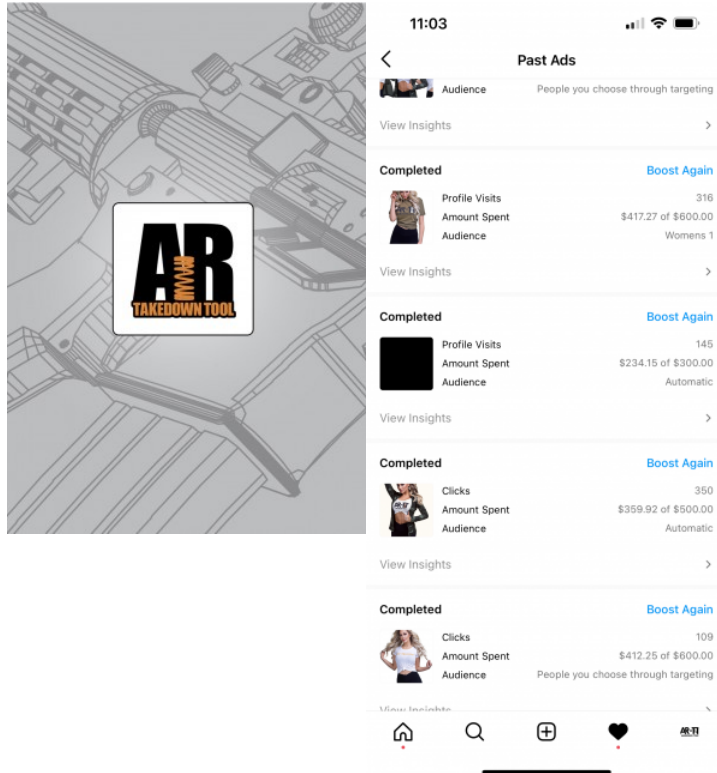 AR
TAKEDOWN TOOL
11:03
Past Ads
Audience People you choose through targeting
View Insights
Completed Boost Again
Profile Visits 316
Amount Spent $417.27 of $600.00
Audience Womens 1
View Insights
Completed Boost Again
Profile Visits 145
Amount Spent $234.15 of $300.00
Audience Automatic
View Insights
Completed Boost Again
Clicks 350
Amount Spent $359.92 of $500.00
Audience Automatic
View Insights
Completed Boost Again
Clicks 109
Amount Spent $412.25 of $600.00
Audience People you choose through targeting
View Insights